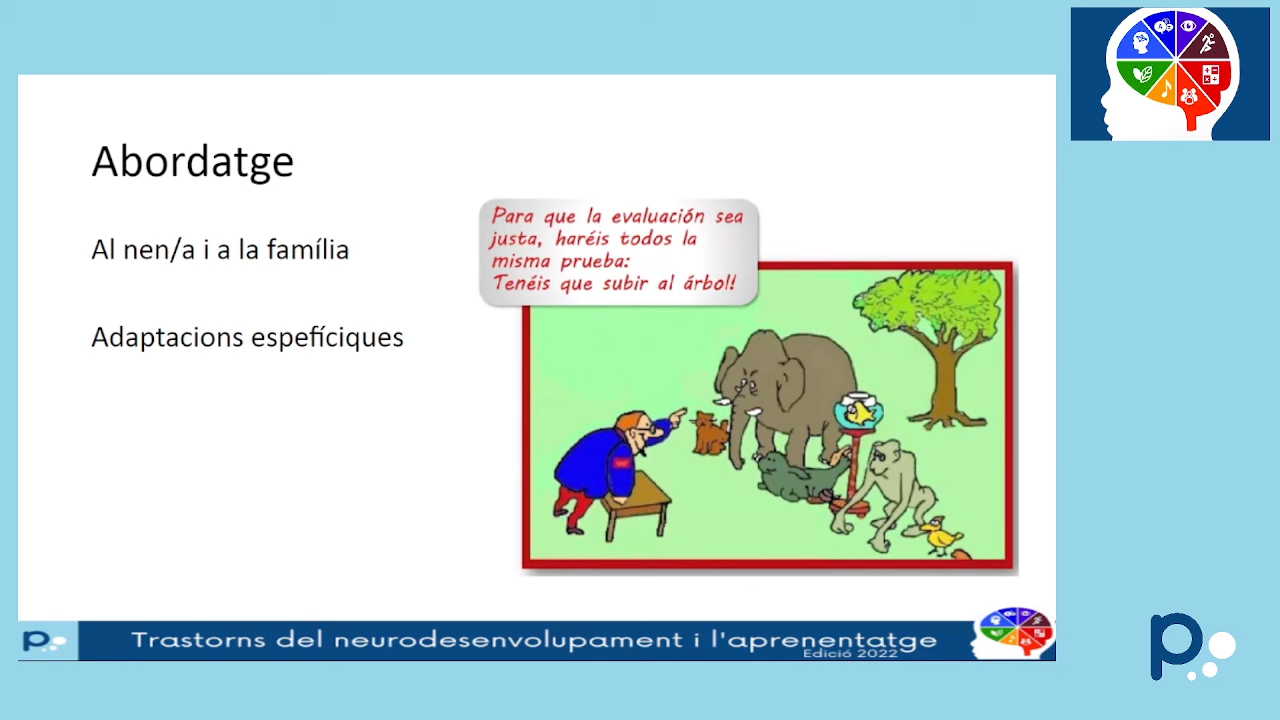 Abordatge
Al nen/a i a la família
Adaptacions espefíciques
Para que la evaluación sea
justa, haréis todos la
misma prueba:
Tenéis que subir al árbol!
p
Trastorns del neurodesenvolupament i l'aprenentatge
Edició 2022
p